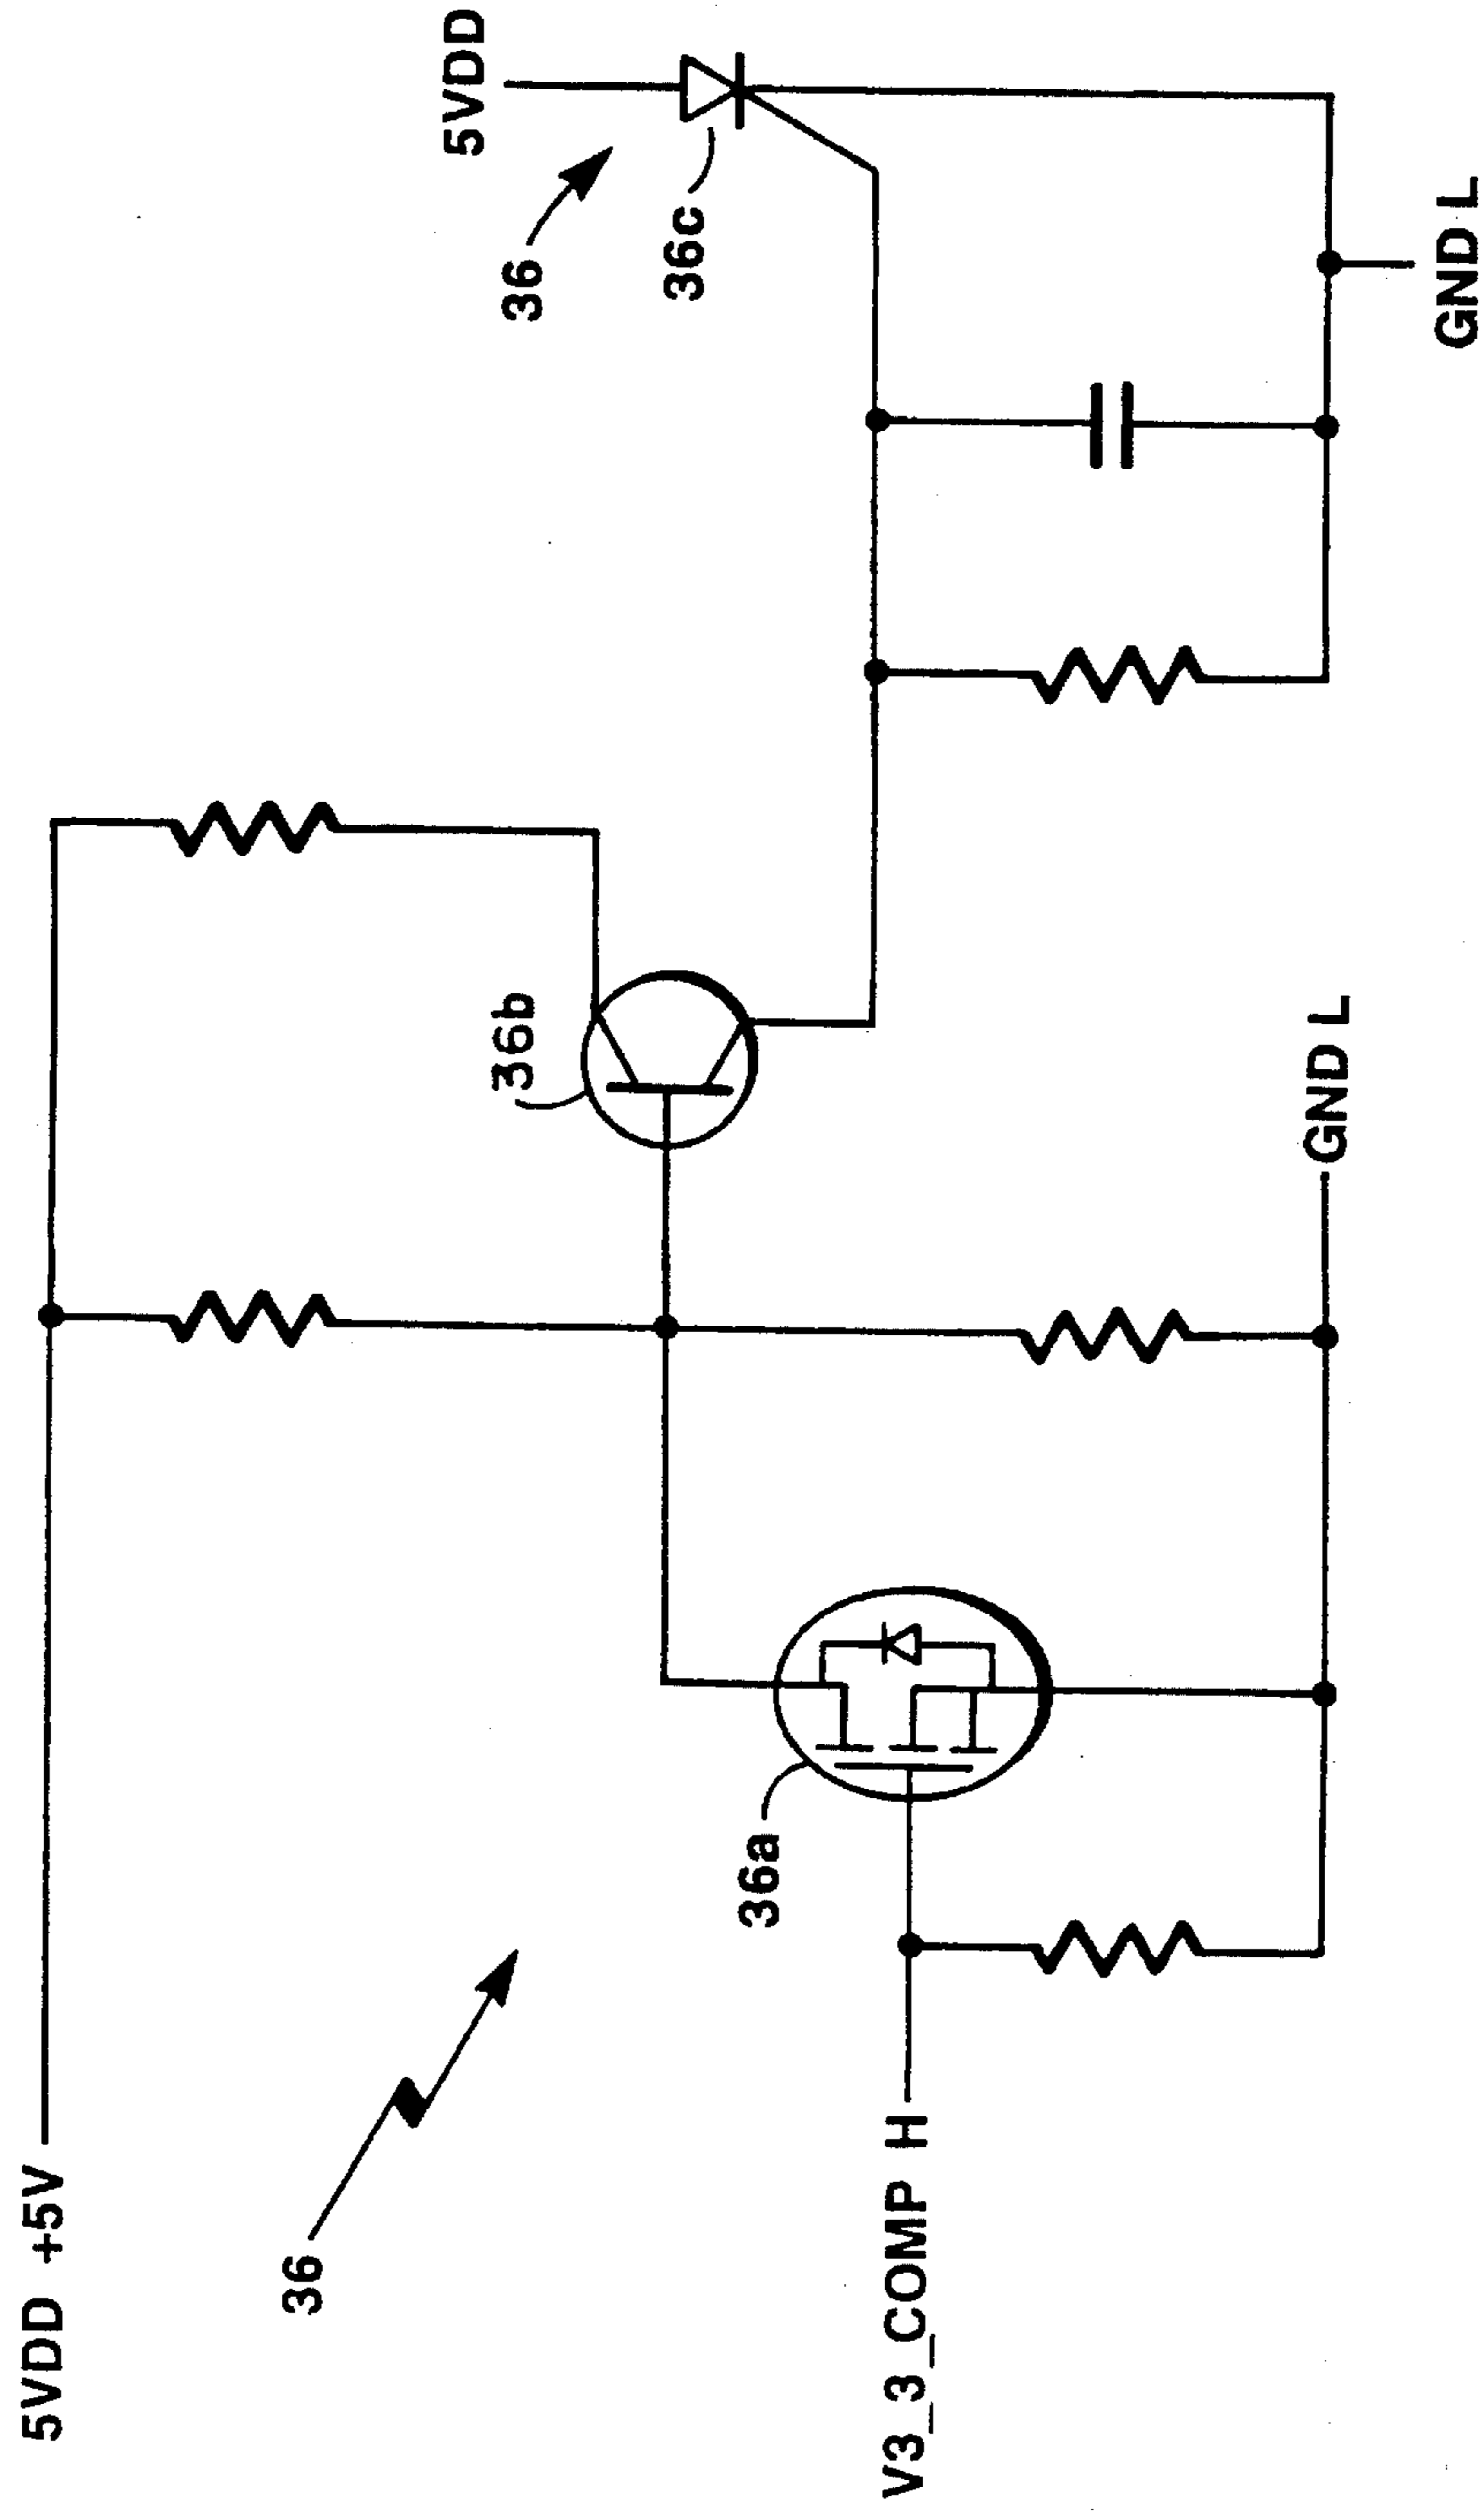 5VDD +5V
36
V3_3_COMP H
36a
36b
GND L
36
36c
5VDD
GND L